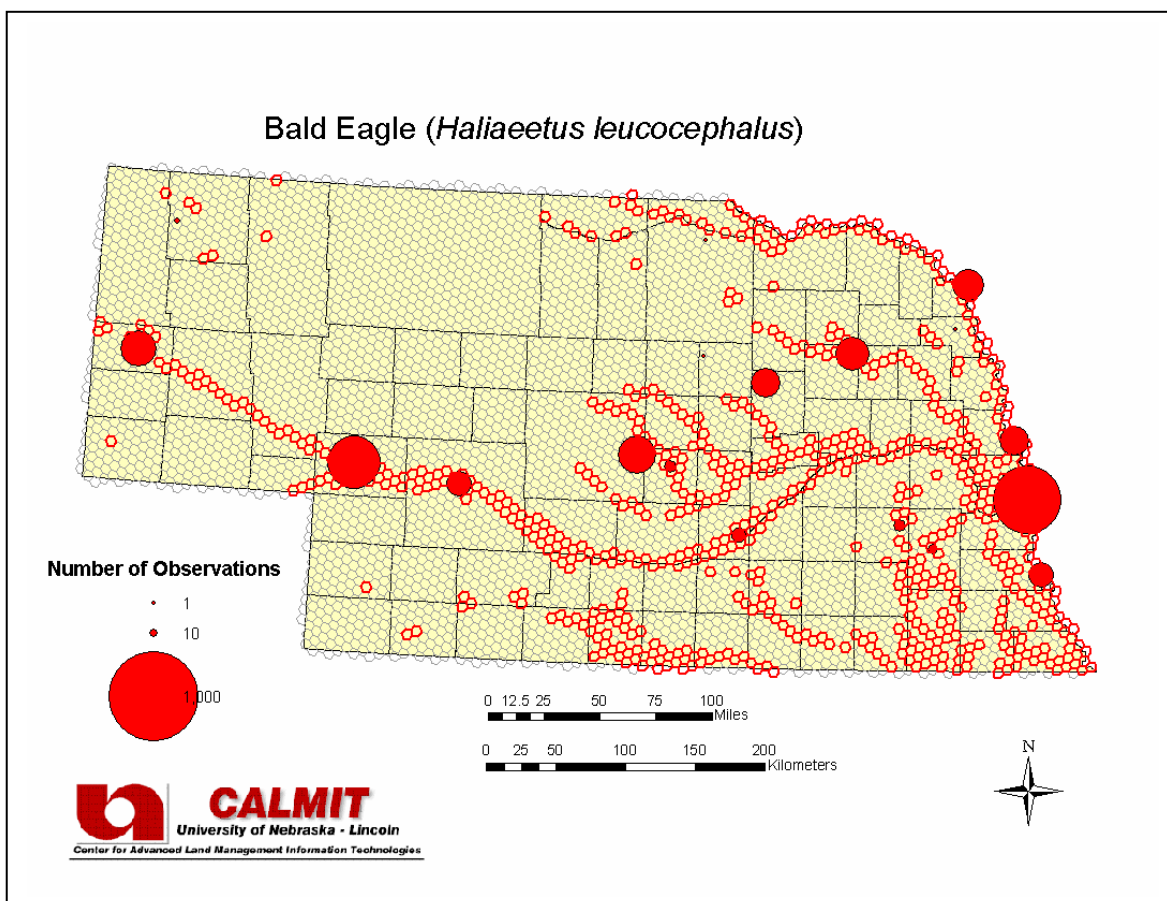 Bald Eagle (Haliaeetus leucocephalus)
Number of Observations
1
10
1,000
0 12.5 25 50 75 100
Miles
0 25 50 100 150 200
Kilometers
N
CALMIT
University of Nebraska - Lincoln
Center for Advanced Land Management Information Technologies